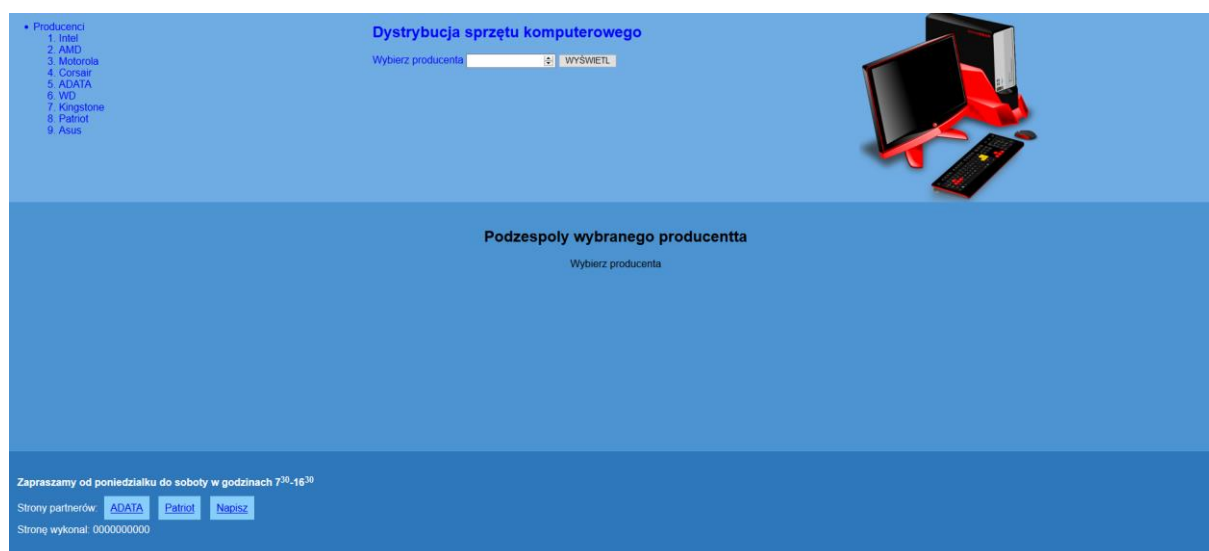 Producenci
1. Intel
2. AMD
3. Motorola
4. Corsair
5. ADATA
6. WD
7. Kingstone
8. Patriot
9. Asus
Dystrybucja sprzętu komputerowego
Wybierz producenta WYŚWIETL
Podzespoly wybranego producentta
Wybierz producenta
Zapraszamy od poniedzialku do soboty w godzinach 7³⁰-16³⁰
Strony partnerów: ADATA Patriot Napisz
Stronę wykonal: 0000000000